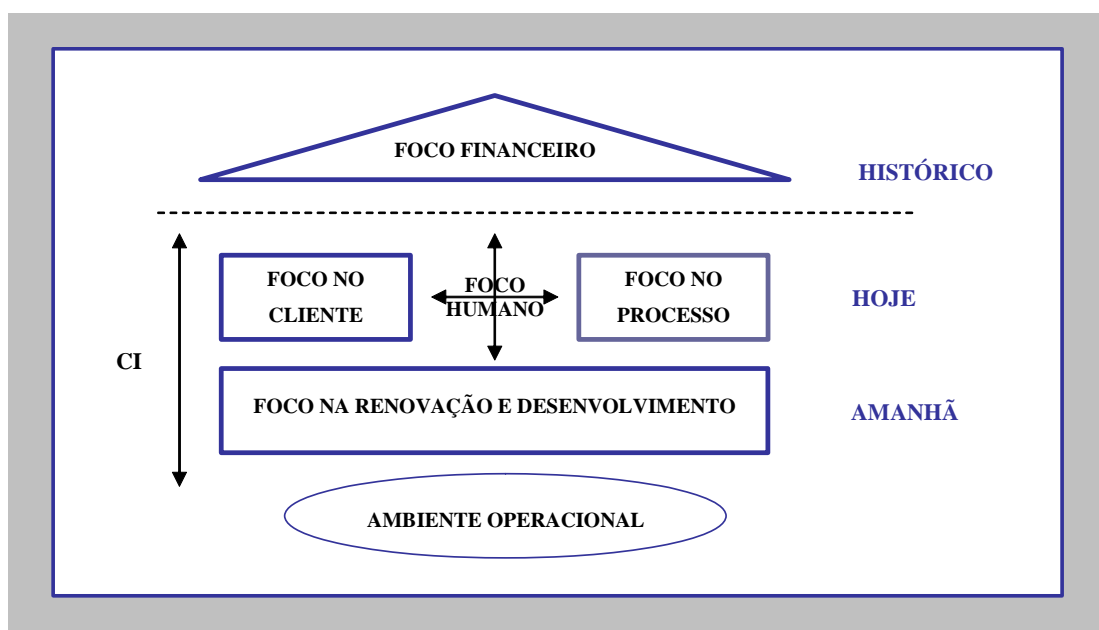 FOCO FINANCEIRO
HISTÓRICO
FOCO NO
CLIENTE
FOCO
HUMANO
FOCO NO
PROCESSO
HOJE
CI
FOCO NA RENOVAÇÃO E DESENVOLVIMENTO
AMANHÃ
AMBIENTE OPERACIONAL